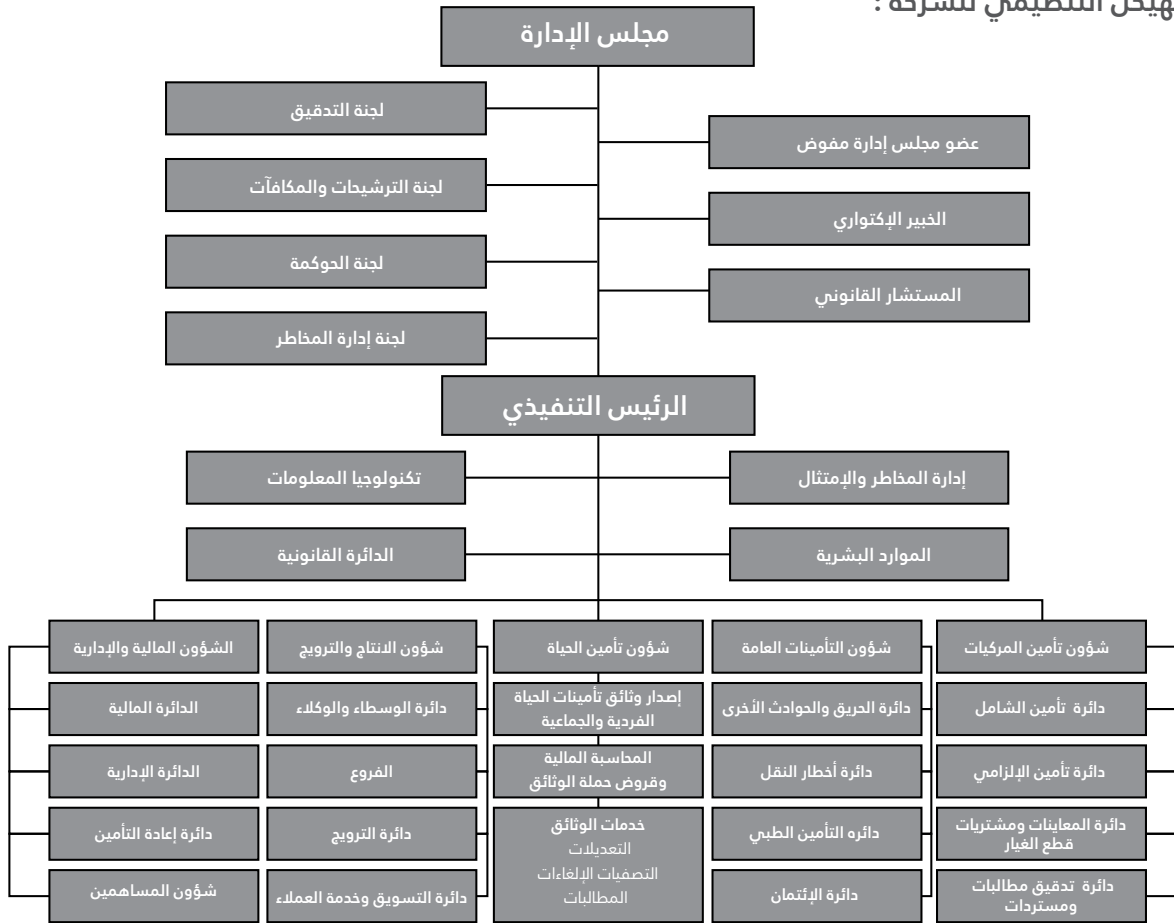 الهيكل التنظيمي للشركة :
مجلس الإدارة
لجنة التدقيق
عضو مجلس إدارة مفوض
لجنة الترشيحات والمكافآت
الخبير الإكتواري
لجنة الحوكمة
المستشار القانوني
لجنة إدارة المخاطر
الرئيس التنفيذي
إدارة المخاطر والإمتثال
تكنولوجيا المعلومات
الموارد البشرية
الدائرة القانونية
شؤون تأمين المركبات
دائرة تأمين الشامل
دائرة تأمين الإلزامي
دائرة المعاينات ومشتريات
قطع الغيار
دائرة تدقيق مطالبات
ومستردات
شؤون التأمينات العامة
دائرة الحريق والحوادث الأخرى
دائرة أخطار النقل
دائره التأمين الطبي
دائرة الإئتمان
شؤون تأمين الحياة
إصدار وثائق تأمينات الحياة
الفردية والجماعية
المحاسبة المالية
وقروض حملة الوثائق
خدمات الوثائق
التعديلات
التصفيات الإلغاءات
المطالبات
شؤون الانتاج والترويج
دائرة الوسطاء والوكلاء
الفروع
دائرة الترويج
دائرة التسويق وخدمة العملاء
الشؤون المالية والإدارية
الدائرة المالية
الدائرة الإدارية
دائرة إعادة التأمين
شؤون المساهمين